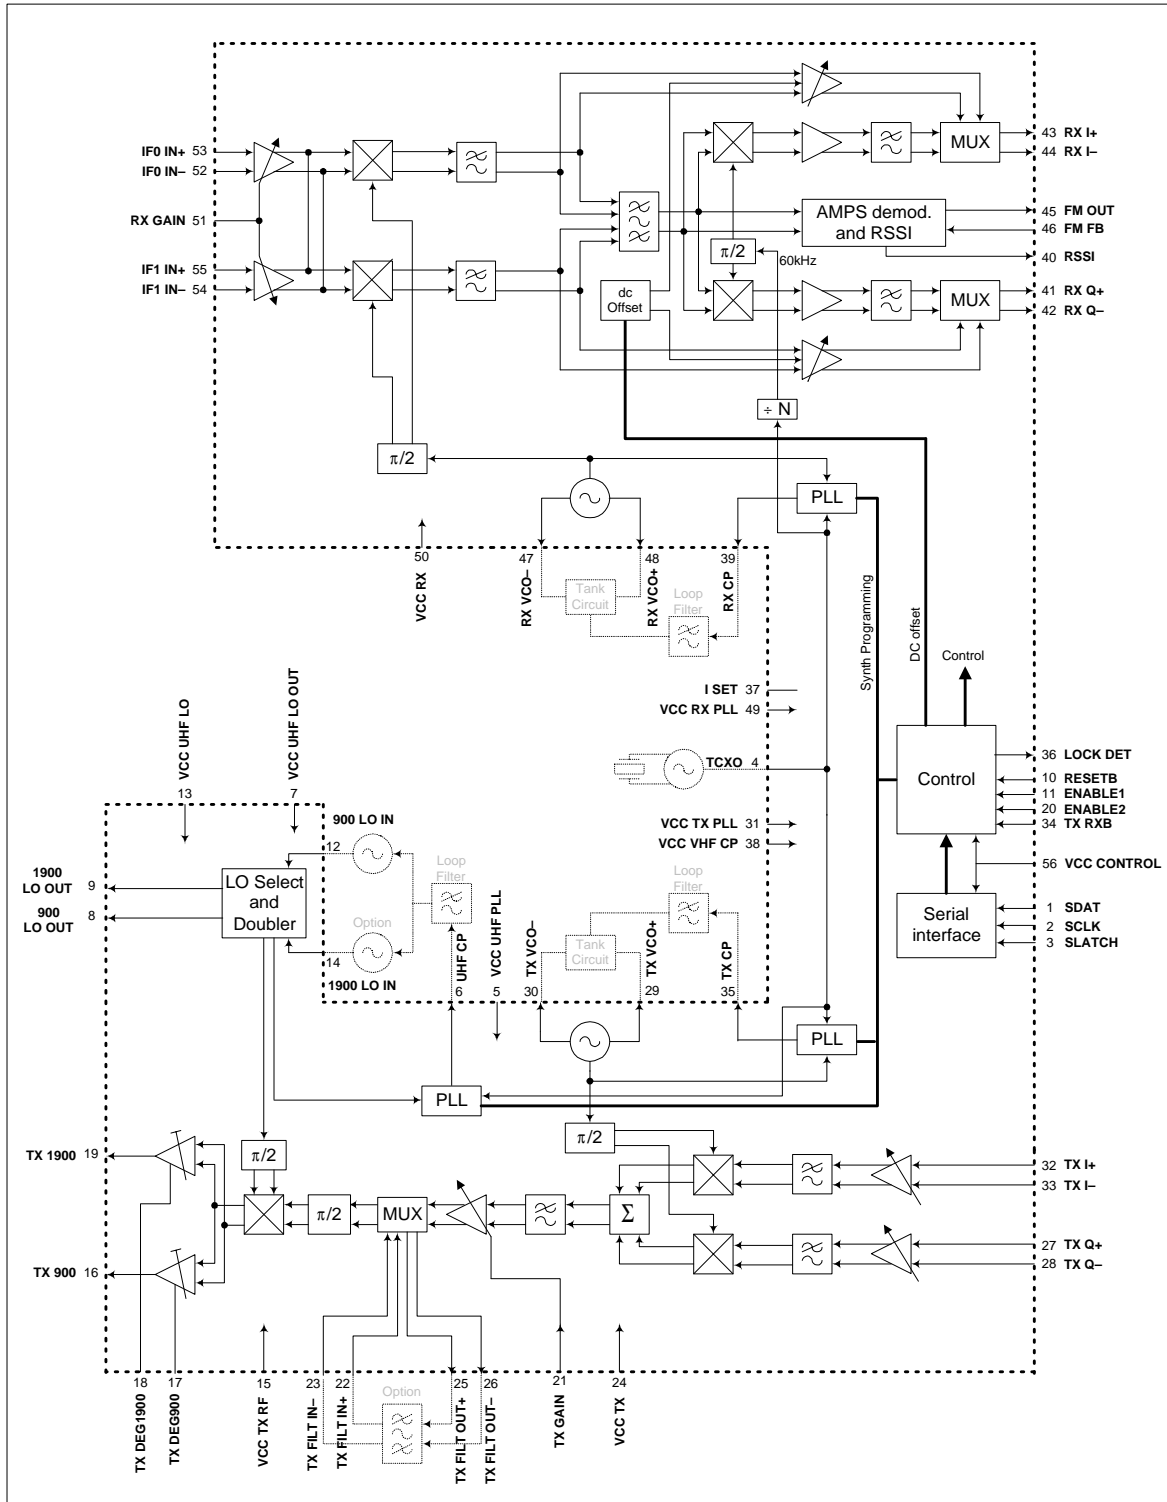 IF0 IN+ 53
IF0 IN– 52
RX GAIN 51
IF1 IN+ 55
IF1 IN– 54
dc
Offset
π/2
60kHz
÷ N
AMPS demod.
and RSSI
MUX
MUX
43 RX I+
44 RX I–
45 FM OUT
46 FM FB
40 RSSI
41 RX Q+
42 RX Q–
π/2
PLL
50
VCC RX
47
RX VCO–
48
RX VCO+
39
RX CP
Tank
Circuit
Loop
Filter
Synth Programming
DC offset
Control
I SET 37
VCC RX PLL 49
TCXO 4
VCC TX PLL 31
VCC VHF CP 38
Control
36 LOCK DET
10 RESETB
11 ENABLE1
20 ENABLE2
34 TX RXB
56 VCC CONTROL
Serial
interface
1 SDAT
2 SCLK
3 SLATCH
VCC UHF LO
13
VCC UHF LO OUT
7
900 LO IN
12
1900
LO OUT 9
900
LO OUT 8
LO Select
and
Doubler
Option
14
1900 LO IN
Loop
Filter
UHF CP
6
VCC UHF PLL
5
TX VCO–
30
Tank
Circuit
TX VCO+
29
Loop
Filter
TX CP
35
PLL
PLL
π/2
TX 1900 19
TX 900 16
π/2
π/2
MUX
Σ
32 TX I+
33 TX I–
27 TX Q+
28 TX Q–
18
TX DEG1900
17
TX DEG900
15
VCC TX RF
23
TX FILT IN–
22
TX FILT IN+
Option
25
TX FILT OUT+
26
TX FILT OUT–
21
TX GAIN
24
VCC TX